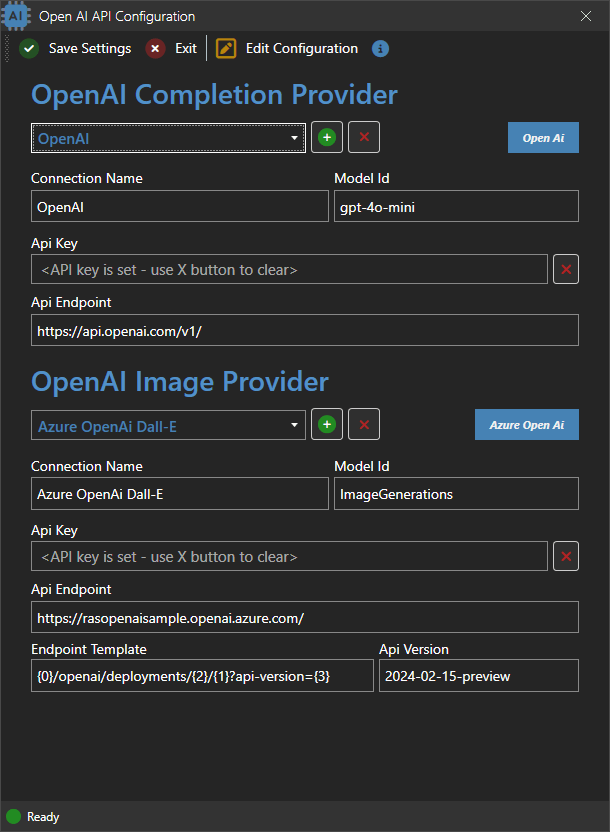 AI Open AI API Configuration
Save Settings Exit Edit Configuration i
OpenAI Completion Provider
OpenAI Open Ai
Connection Name Model Id
OpenAI gpt-4o-mini
Api Key
<API key is set - use X button to clear>
Api Endpoint
https://api.openai.com/v1/
OpenAI Image Provider
Azure OpenAi Dall-E Azure Open Ai
Connection Name Model Id
Azure OpenAi Dall-E ImageGenerations
Api Key
<API key is set - use X button to clear>
Api Endpoint
https://rasopenaisample.openai.azure.com/
Endpoint Template Api Version
{0}/openai/deployments/{2}/{1}?api-version={3} 2024-02-15-preview
Ready